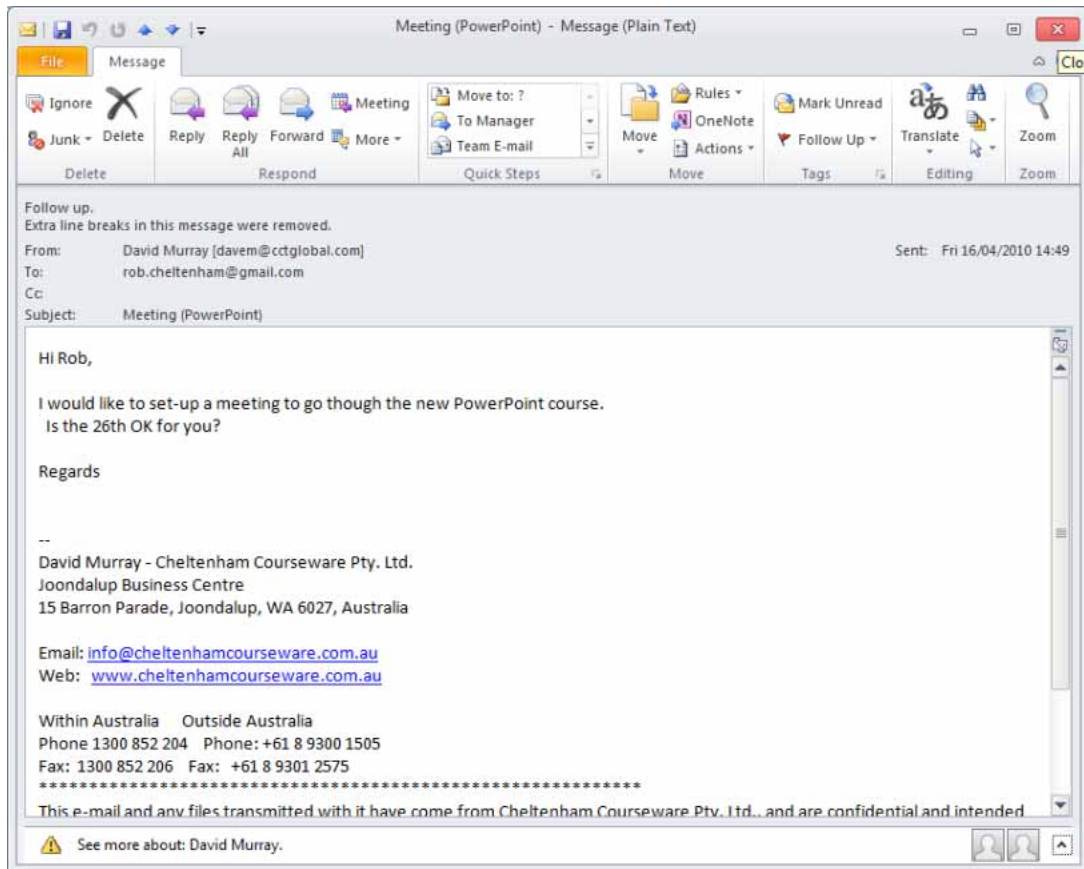 Meeting (PowerPoint) - Message (Plain Text)
File Message
Clo
Ignore
Junk
Delete
Reply
Reply All
Forward
Meeting
More
Move to: ?
To Manager
Team E-mail
Move
Rules
OneNote
Actions
Mark Unread
Follow Up
Translate
Zoom
Delete Respond Quick Steps Move Tags Editing Zoom
Follow up.
Extra line breaks in this message were removed.
From: David Murray [davem@cctglobal.com] Sent: Fri 16/04/2010 14:49
To: rob.cheltenham@gmail.com
Cc:
Subject: Meeting (PowerPoint)
Hi Rob,
I would like to set-up a meeting to go though the new PowerPoint course.
Is the 26th OK for you?
Regards
--
David Murray - Cheltenham Courseware Pty. Ltd.
Joondalup Business Centre
15 Barron Parade, Joondalup, WA 6027, Australia
Email: info@cheltenhamcourseware.com.au
Web: www.cheltenhamcourseware.com.au
Within Australia Outside Australia
Phone 1300 852 204 Phone: +61 8 9300 1505
Fax: 1300 852 206 Fax: +61 8 9301 2575
************************************************************
This e-mail and any files transmitted with it have come from Cheltenham Courseware Pty. Ltd., and are confidential and intended
See more about: David Murray.